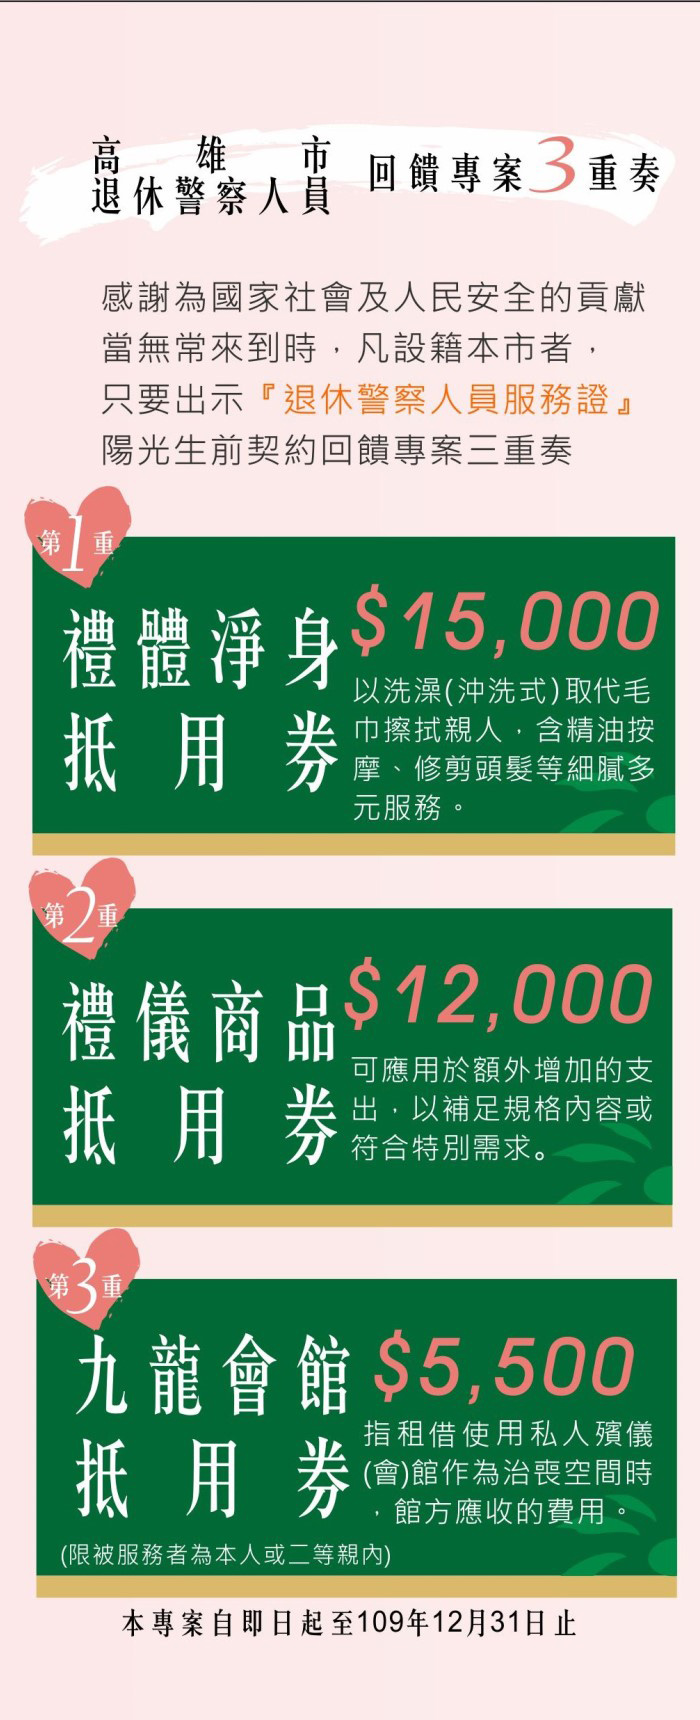 高雄市
退休警察人員
回饋專案3重奏
感謝為國家社會及人民安全的貢獻
當無常來到時，凡設籍本市者，
只要出示『退休警察人員服務證』
陽光生前契約回饋專案三重奏
第1重
禮體淨身
抵用券
$15,000
以洗澡(沖洗式)取代毛
巾擦拭親人，含精油按
摩、修剪頭髮等細膩多
元服務。
第2重
禮儀商品
抵用券
$12,000
可應用於額外增加的支
出，以補足規格內容或
符合特別需求。
第3重
九龍會館
抵用券
$5,500
指租借使用私人殯儀
(會)館作為治喪空間時
，館方應收的費用。
(限被服務者為本人或二等親內)
本專案自即日起至109年12月31日止